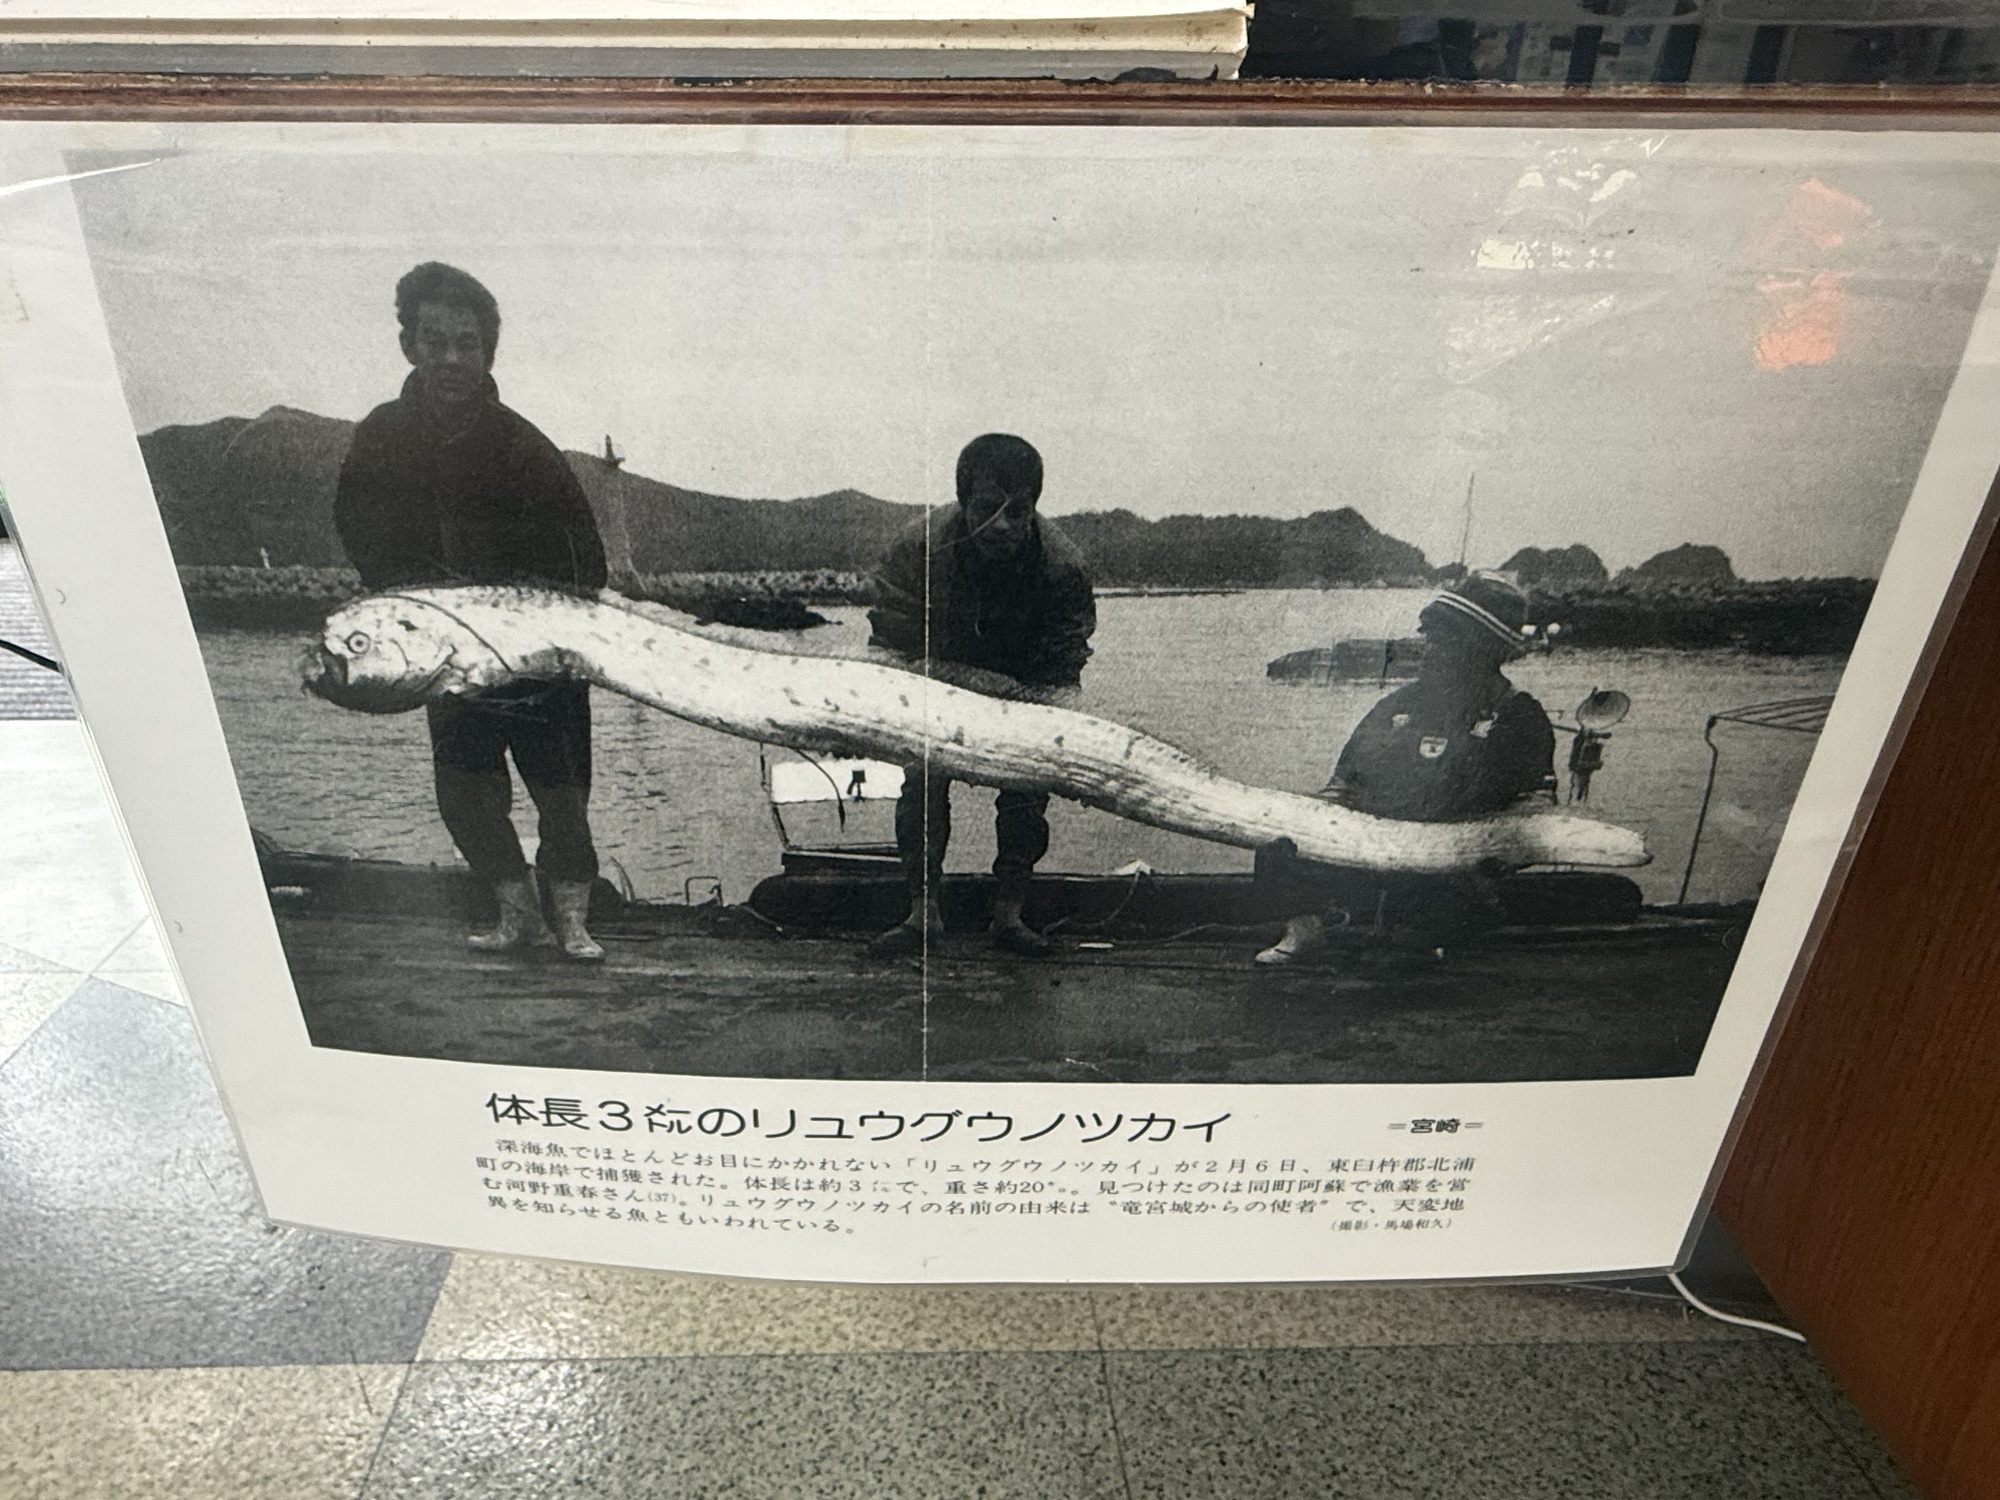 体長３㍍のリュウグウノツカイ ＝宮崎＝
深海魚でほとんどお目にかかれない「リュウグウノツカイ」が２月６日、東臼杵郡北浦
町の海岸で捕獲された。体長は約３㍍で、重さ約20㌔。見つけたのは同町阿蘇で漁業を営
む河野重春さん(37)。リュウグウノツカイの名前の由来は〝竜宮城からの使者〟で、天変地
異を知らせる魚ともいわれている。 （撮影・馬場和久）